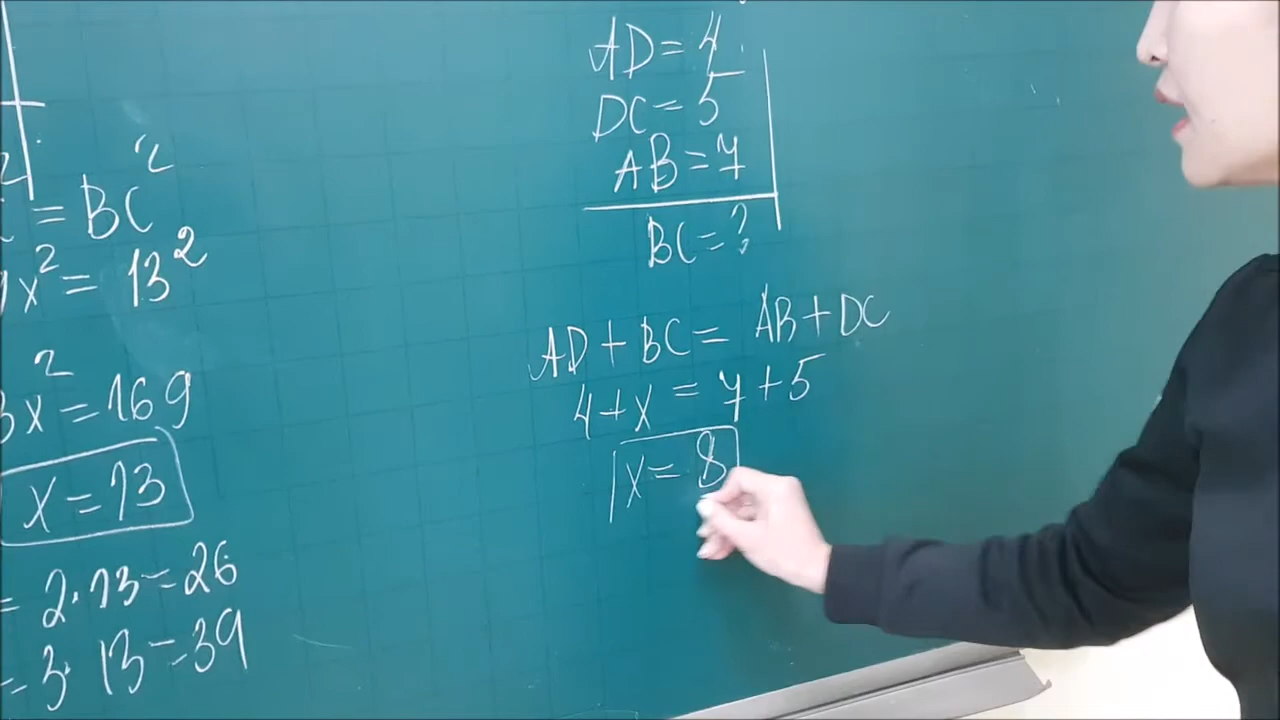 = BC²
x² = 13²
x² = 169
x = 13
= 2·13 = 26
= 3·13 = 39
AD = 4
DC = 5
AB = 7
BC = ?
AD + BC = AB + DC
4 + x = 7 + 5
x = 8